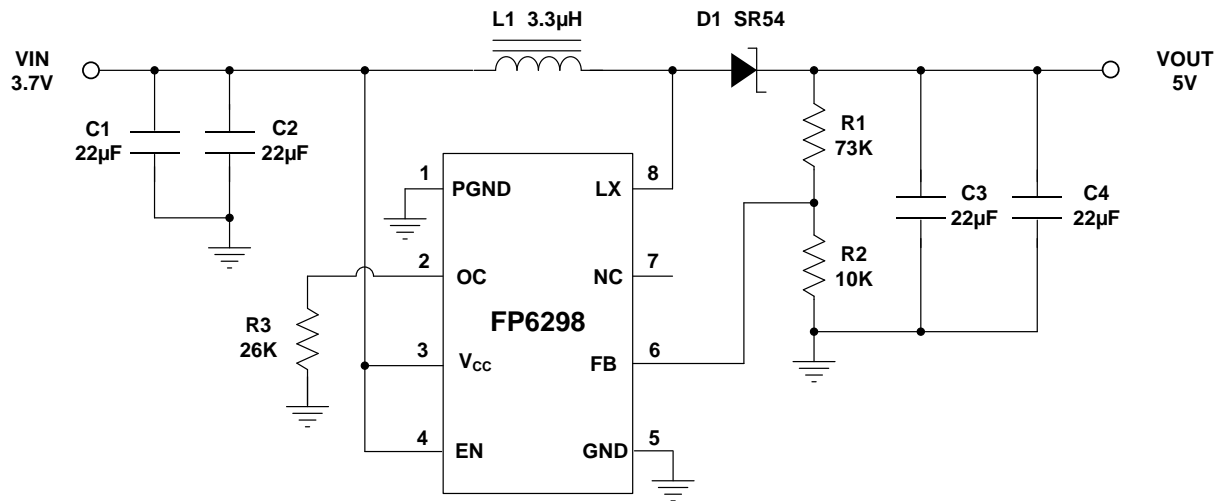 L1 3.3µH
D1 SR54
VIN
3.7V
VOUT
5V
C1
22µF
C2
22µF
R1
73K
1
PGND
LX
8
C3
22µF
C4
22µF
2
OC
NC
7
R2
10K
FP6298
R3
26K
3
VCC
FB
6
4
EN
GND
5